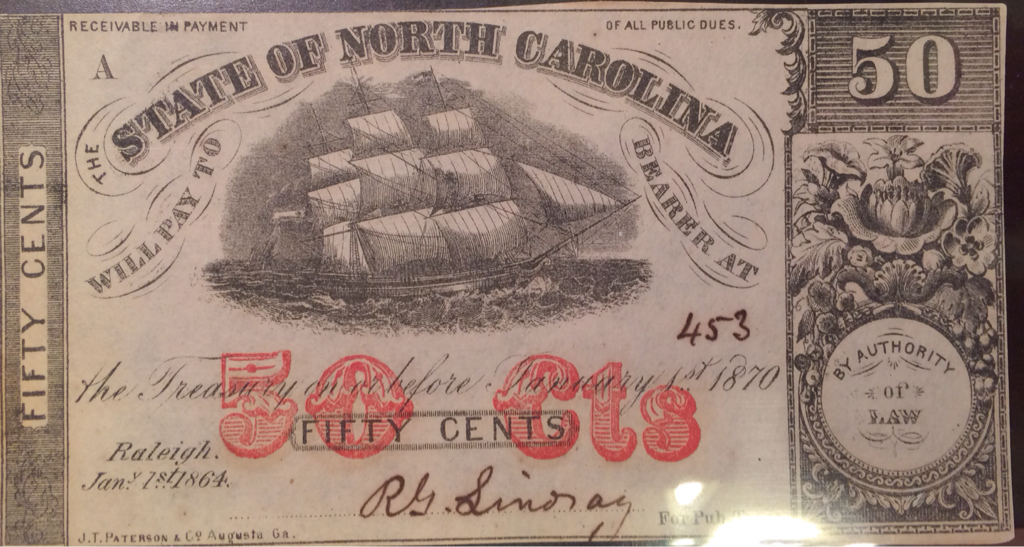 RECEIVABLE IN PAYMENT
OF ALL PUBLIC DUES.
A
50
THE
STATE OF NORTH CAROLINA
WILL PAY TO
BEARER AT
FIFTY CENTS
453
the Treasury on or before January 1st 1870
50 Cts
FIFTY CENTS
BY AUTHORITY
OF
LAW
Raleigh.
Jany. 1st 1864.
R G. Lindsay
For Pub.
J.T. PATERSON & Co Augusta Ga.